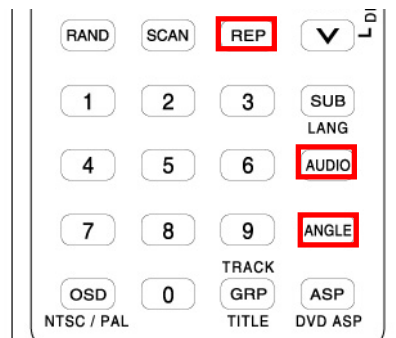 RAND SCAN REP V DI
1 2 3 SUB
LANG
4 5 6 AUDIO
7 8 9 ANGLE
TRACK
OSD 0 GRP ASP
NTSC / PAL TITLE DVD ASP